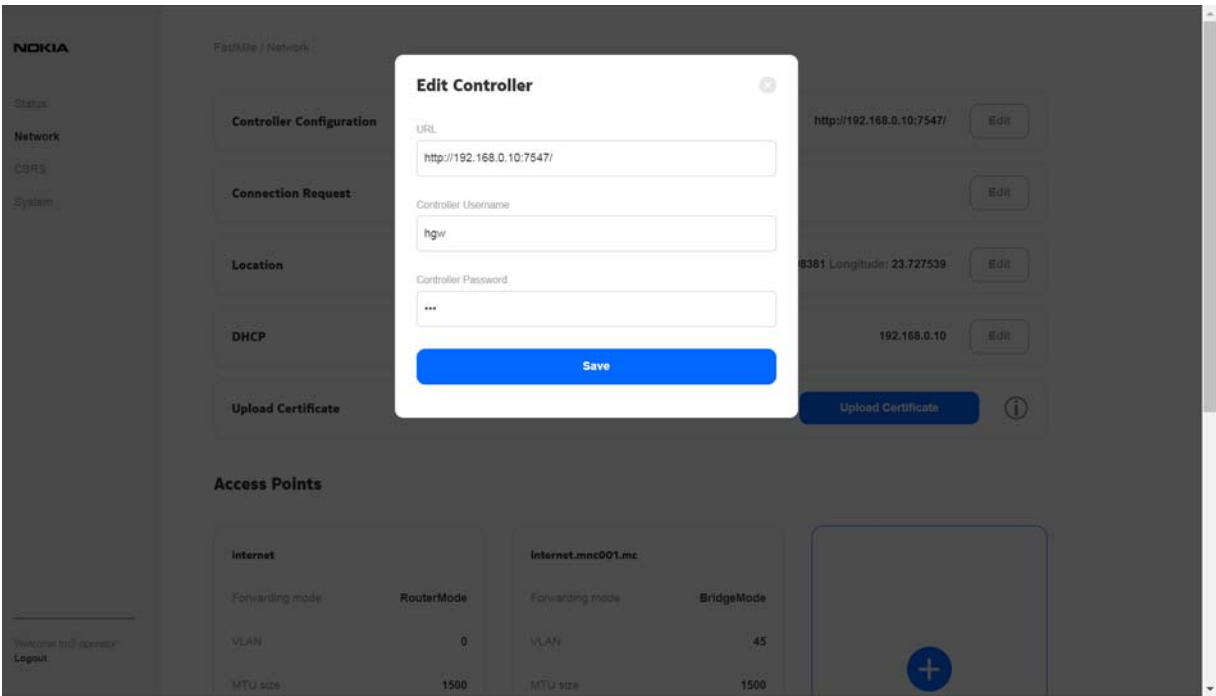 NOKIA
FastMile / Network
Status
Network
CBRS
System
Edit Controller
URL
http://192.168.0.10:7547/
Controller Username
hgw
Controller Password
•••
Save
Controller Configuration
http://192.168.0.10:7547/ Edit
Connection Request
Edit
Location
8381 Longitude: 23.727539 Edit
DHCP
192.168.0.10 Edit
Upload Certificate
Upload Certificate
Access Points
internet
Forwarding mode RouterMode
VLAN 0
MTU size 1500
Internet.mnc001.mc
Forwarding mode BridgeMode
VLAN 45
MTU size 1500
Welcome operator
Logout